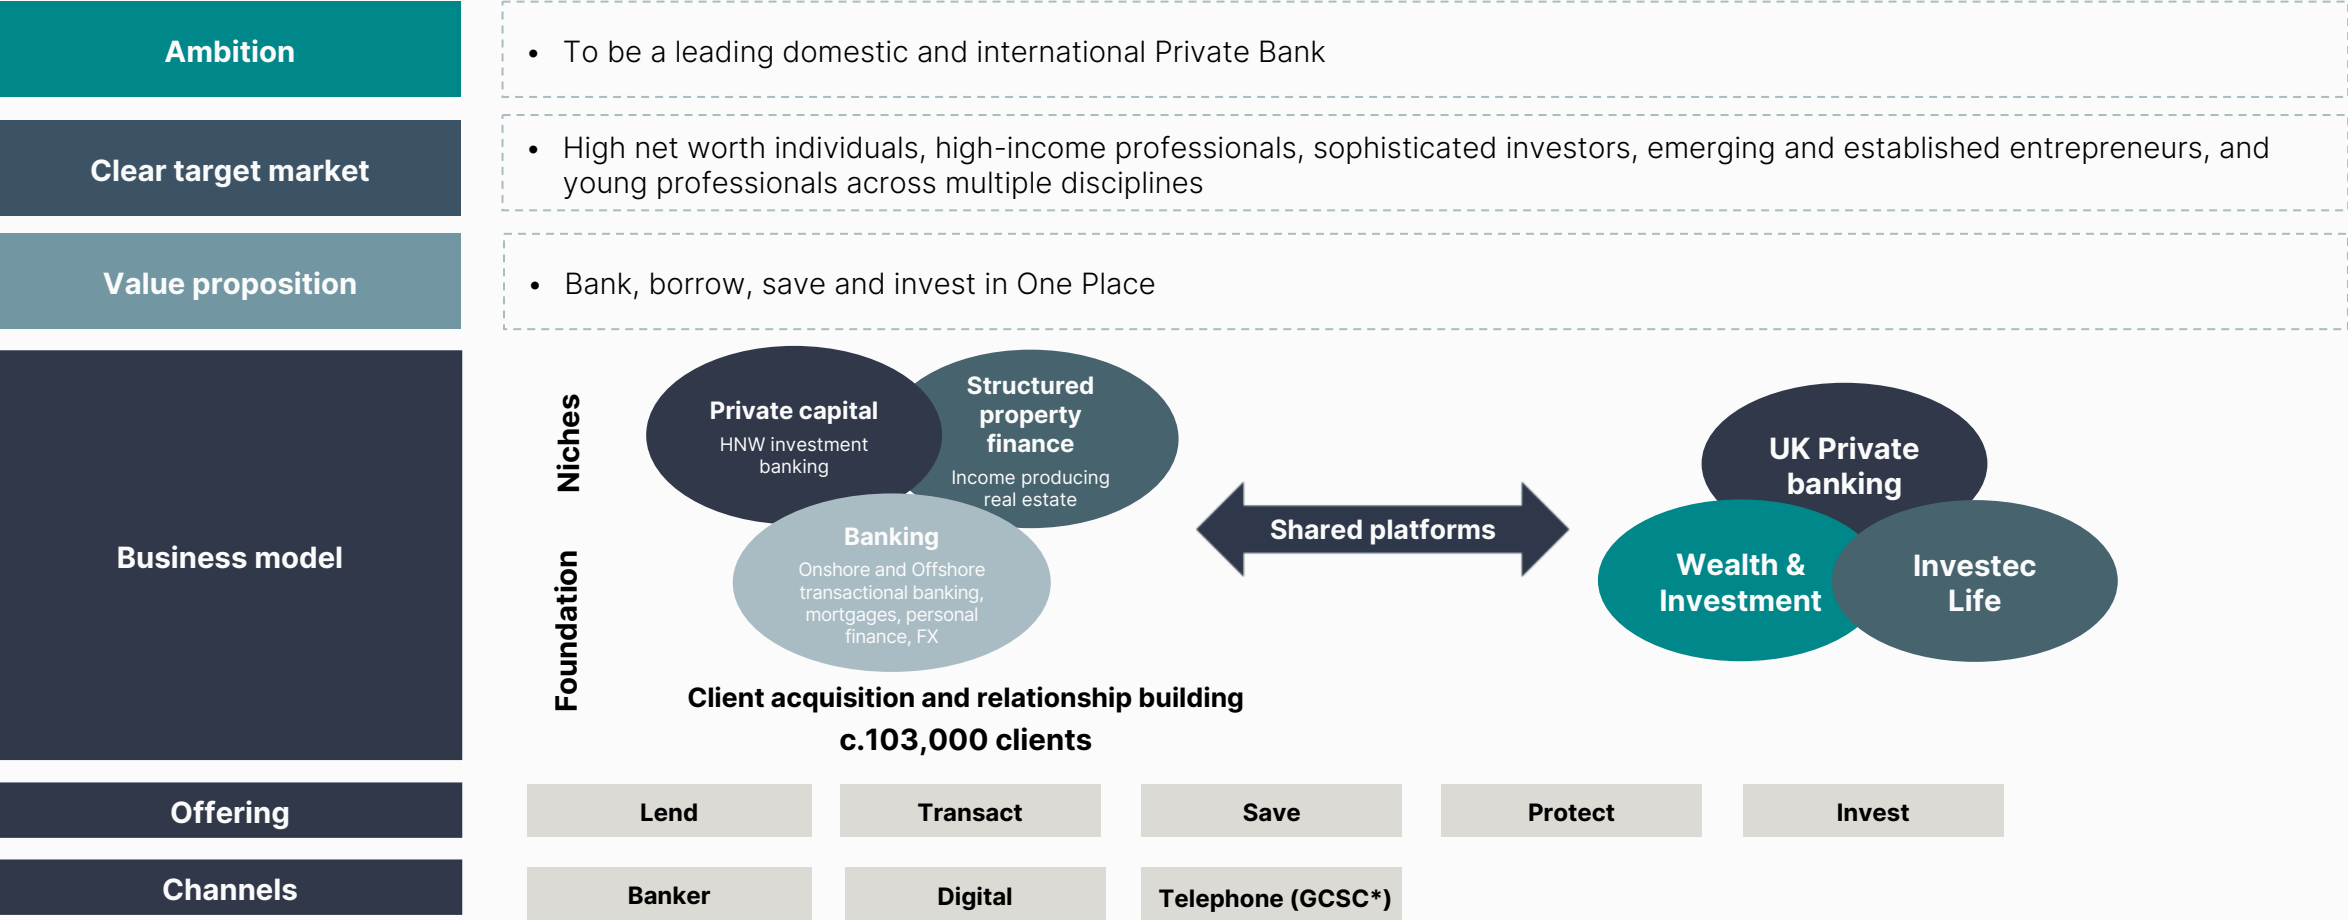 Ambition
• To be a leading domestic and international Private Bank
Clear target market
• High net worth individuals, high-income professionals, sophisticated investors, emerging and established entrepreneurs, and
young professionals across multiple disciplines
Value proposition
• Bank, borrow, save and invest in One Place
Business model
Niches
Foundation
Private capital
HNW investment
banking
Structured
property
finance
Income producing
real estate
Banking
Onshore and Offshore
transactional banking,
mortgages, personal
finance, FX
Client acquisition and relationship building
c.103,000 clients
Shared platforms
UK Private
banking
Wealth &
Investment
Investec
Life
Offering
Lend
Transact
Save
Protect
Invest
Channels
Banker
Digital
Telephone (GCSC*)